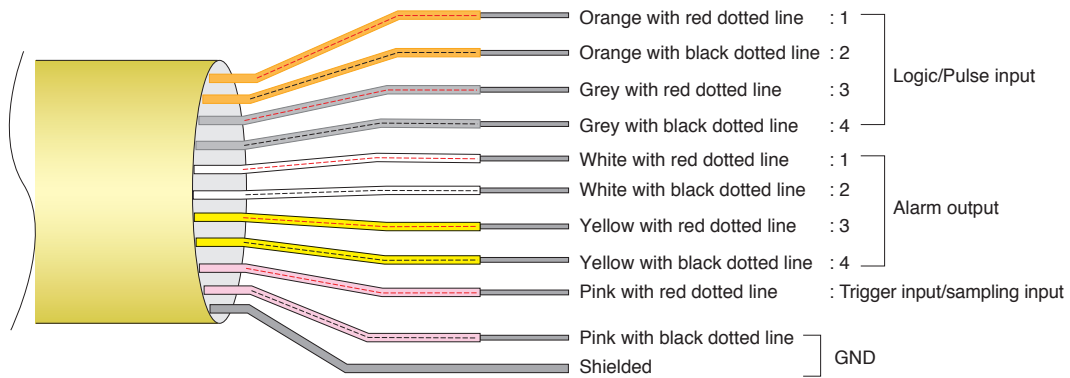 Orange with red dotted line : 1
Orange with black dotted line : 2
Logic/Pulse input
Grey with red dotted line : 3
Grey with black dotted line : 4
White with red dotted line : 1
White with black dotted line : 2
Alarm output
Yellow with red dotted line : 3
Yellow with black dotted line : 4
Pink with red dotted line : Trigger input/sampling input
Pink with black dotted line
GND
Shielded